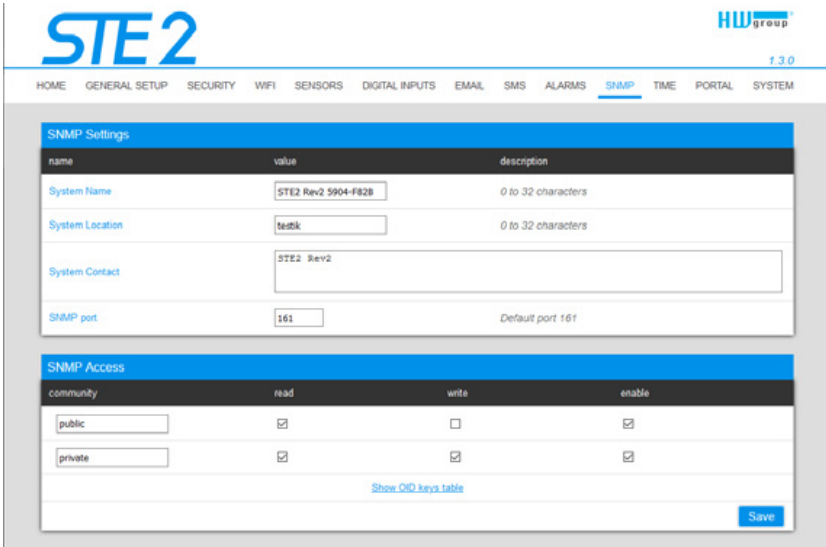 STE2
HW group
1.3.0
HOME GENERAL SETUP SECURITY WIFI SENSORS DIGITAL INPUTS EMAIL SMS ALARMS SNMP TIME PORTAL SYSTEM
SNMP Settings
name value description
System Name STE2 Rev2 5904-F82B 0 to 32 characters
System Location testik 0 to 32 characters
System Contact STE2 Rev2
SNMP port 161 Default port 161
SNMP Access
community read write enable
public
private
Show OID keys table
Save